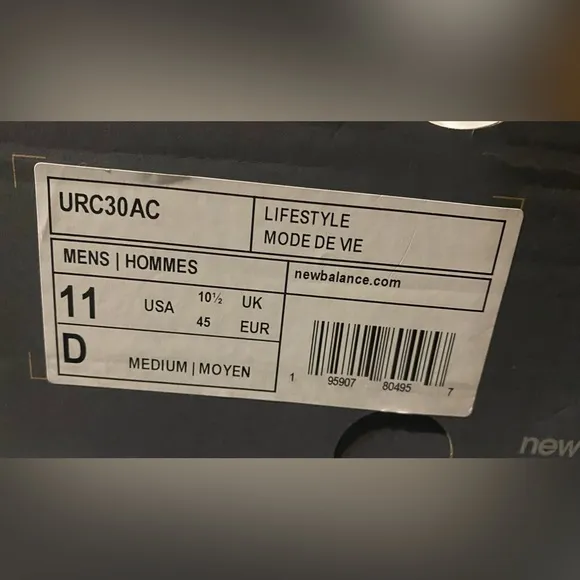 URC30AC
LIFESTYLE
MODE DE VIE
MENS | HOMMES
newbalance.com
11 USA 10½ UK
45 EUR
D MEDIUM | MOYEN
1 95907 80495 7
new